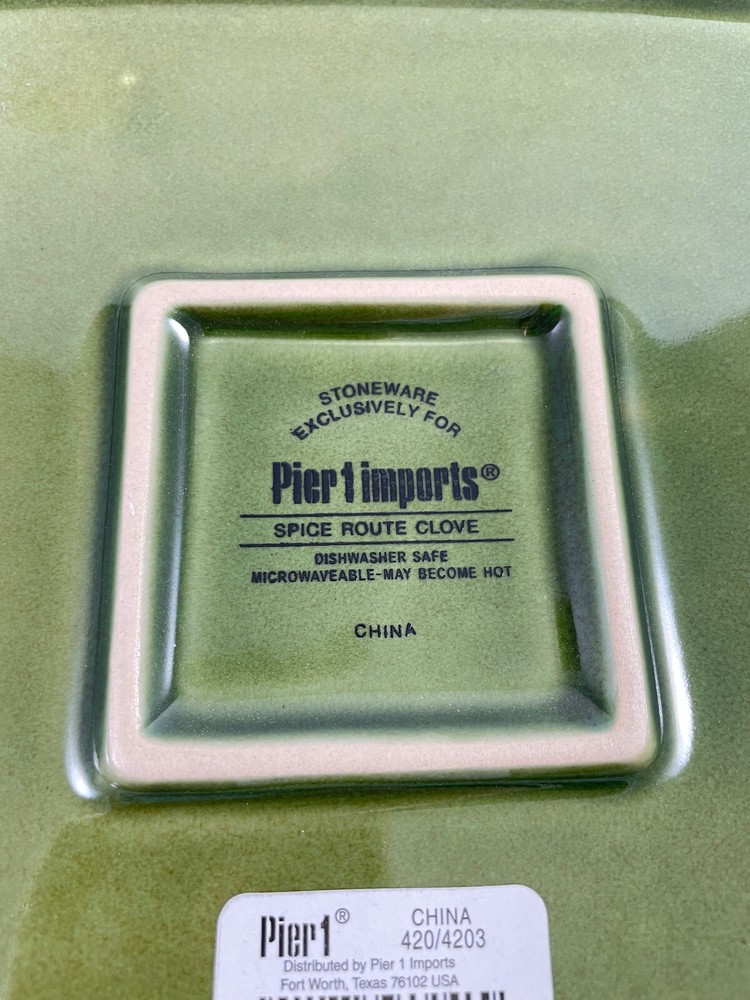 STONEWARE
EXCLUSIVELY FOR
Pier 1 imports®
SPICE ROUTE CLOVE
DISHWASHER SAFE
MICROWAVEABLE-MAY BECOME HOT
CHINA
Pier 1® CHINA
420/4203
Distributed by Pier 1 Imports
Fort Worth, Texas 76102 USA